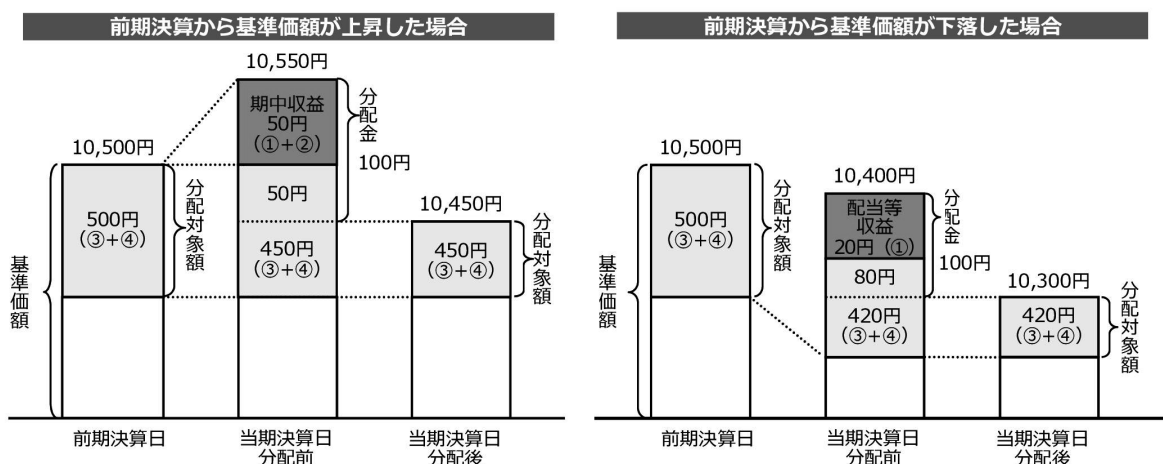 前期決算から基準価額が上昇した場合
10,550円
期中収益
50円
(①+②)
分配金
100円
10,500円
500円
(③+④)
分配対象額
50円
450円
(③+④)
10,450円
450円
(③+④)
分配対象額
基準価額
前期決算日
当期決算日
分配前
当期決算日
分配後
前期決算から基準価額が下落した場合
10,500円
500円
(③+④)
分配対象額
10,400円
配当等
収益
20円(①)
分配金
100円
80円
420円
(③+④)
10,300円
420円
(③+④)
分配対象額
基準価額
前期決算日
当期決算日
分配前
当期決算日
分配後